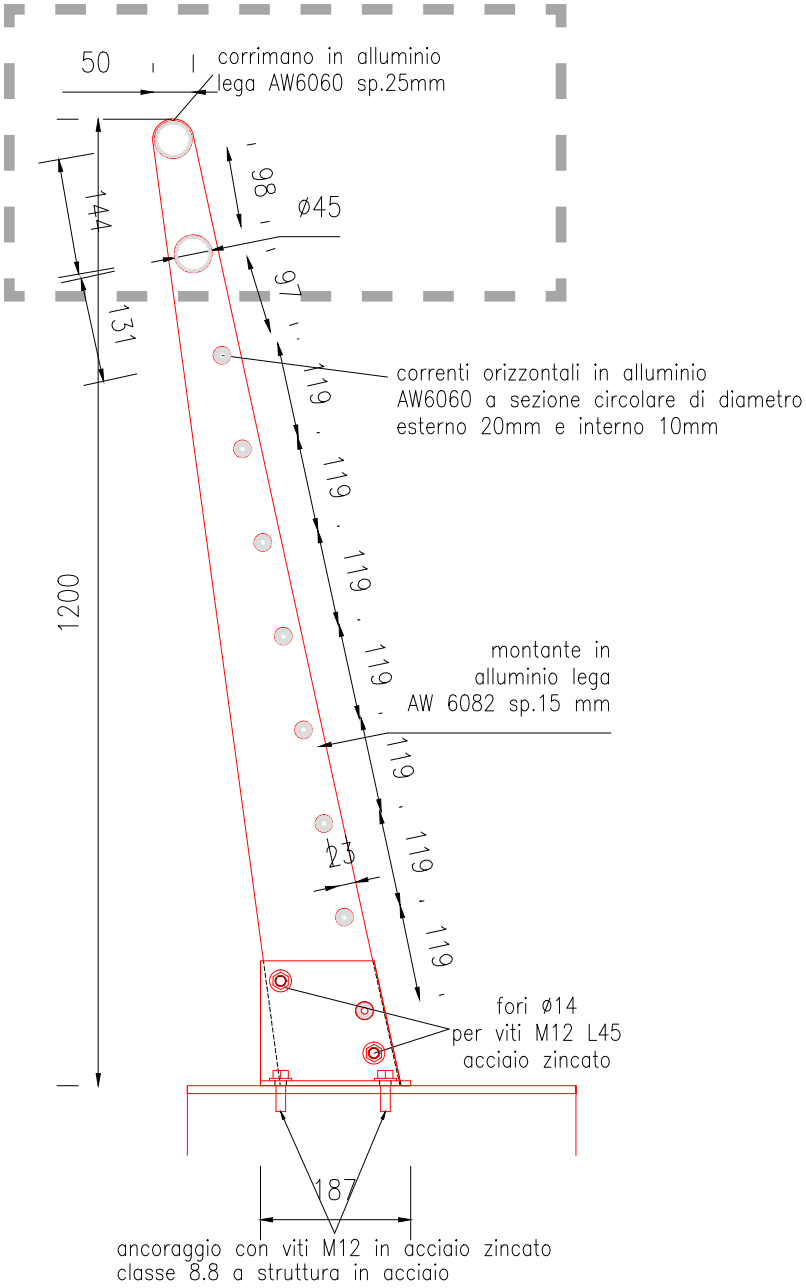 50
corrimano in alluminio
lega AW6060 sp.25mm
98
144
ø45
97
131
119
correnti orizzontali in alluminio
AW6060 a sezione circolare di diametro
esterno 20mm e interno 10mm
119
119
1200
119
montante in
alluminio lega
AW 6082 sp.15 mm
119
119
23
119
fori ø14
per viti M12 L45
acciaio zincato
187
ancoraggio con viti M12 in acciaio zincato
classe 8.8 a struttura in acciaio